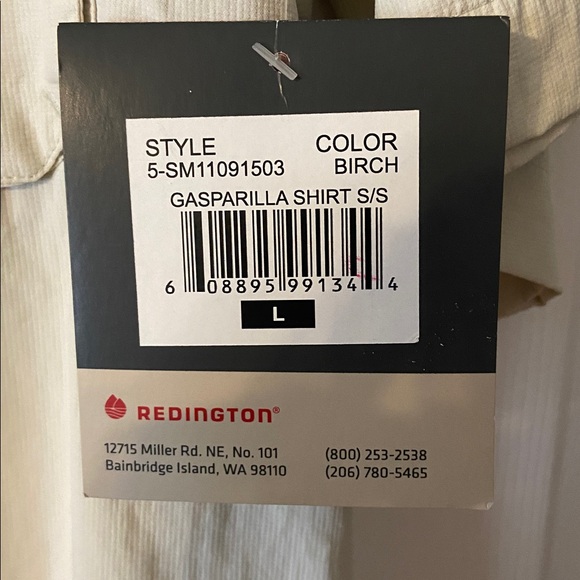 STYLE COLOR
5-SM11091503 BIRCH
GASPARILLA SHIRT S/S
6 08895 99134 4
L
REDINGTON®
12715 Miller Rd. NE, No. 101 (800) 253-2538
Bainbridge Island, WA 98110 (206) 780-5465